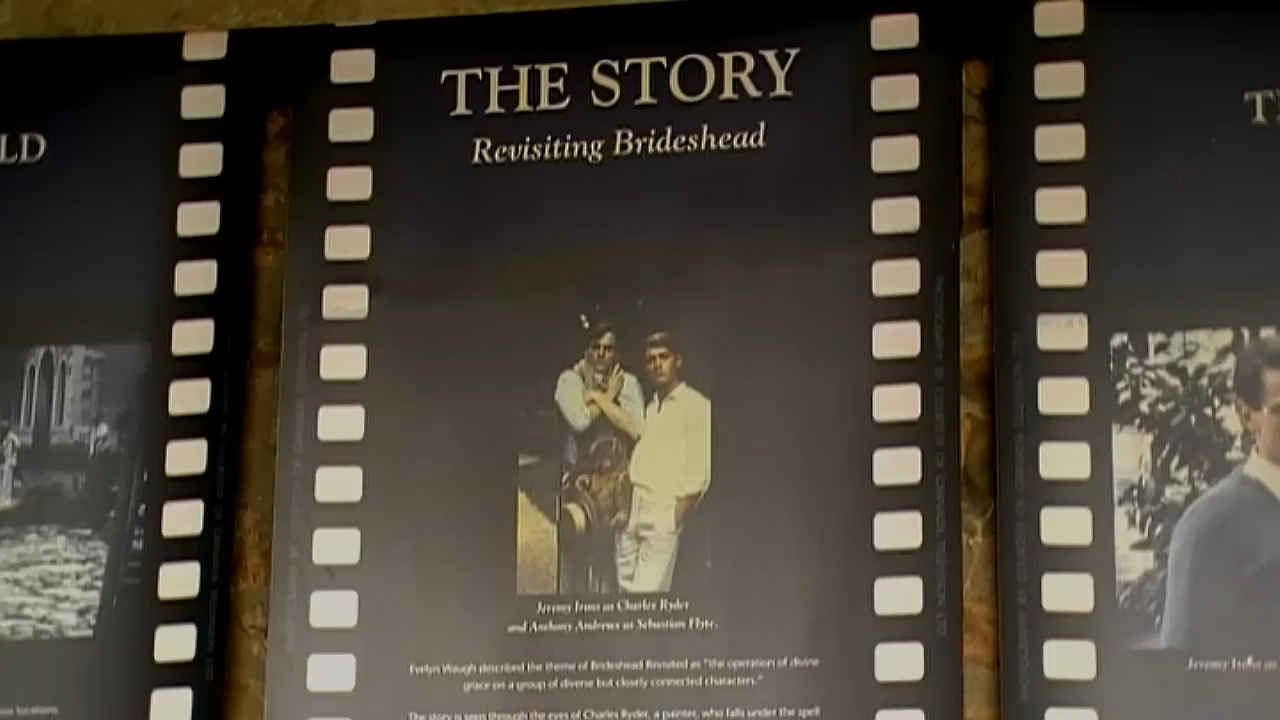 LD
THE STORY
Revisiting Brideshead
Jeremy Irons as Charles Ryder
and Anthony Andrews as Sebastian Flyte.
Evelyn Waugh described the theme of Brideshead Revisited as "the operation of divine
grace on a group of diverse but closely connected characters."
The story is seen through the eyes of Charles Ryder, a painter, who falls under the spell
T
Jeremy Irons as
locations